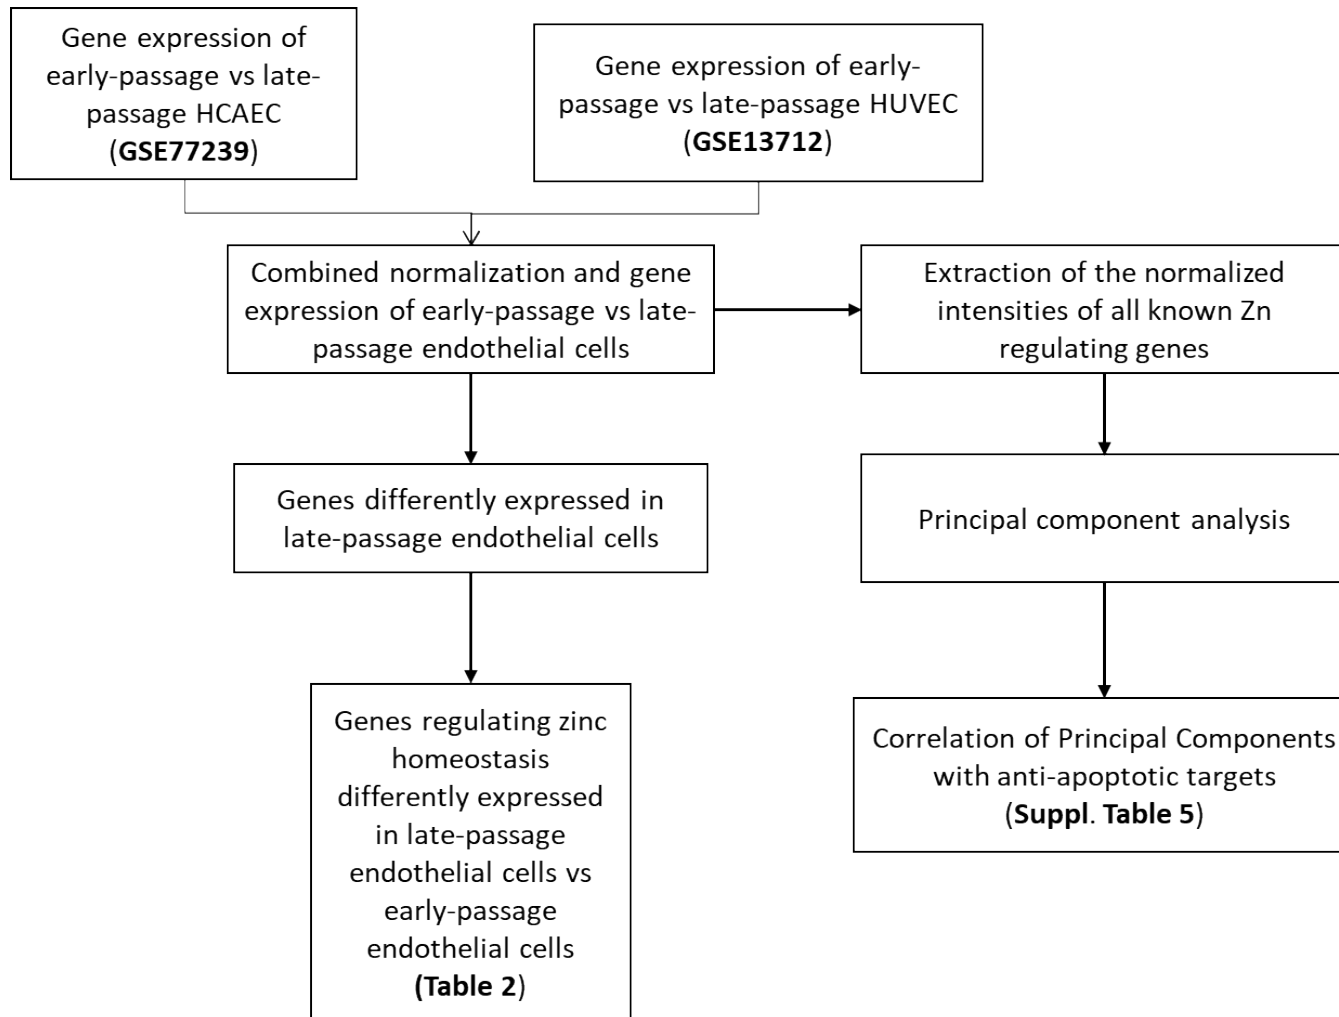 Gene expression of
early-passage vs late-
passage HCAEC
(GSE77239)
Gene expression of early-
passage vs late-passage HUVEC
(GSE13712)
Combined normalization and gene
expression of early-passage vs late-
passage endothelial cells
Extraction of the normalized
intensities of all known Zn
regulating genes
Genes differently expressed in
late-passage endothelial cells
Principal component analysis
Genes regulating zinc
homeostasis
differently expressed
in late-passage
endothelial cells vs
early-passage
endothelial cells
(Table 2)
Correlation of Principal Components
with anti-apoptotic targets
(Suppl. Table 5)